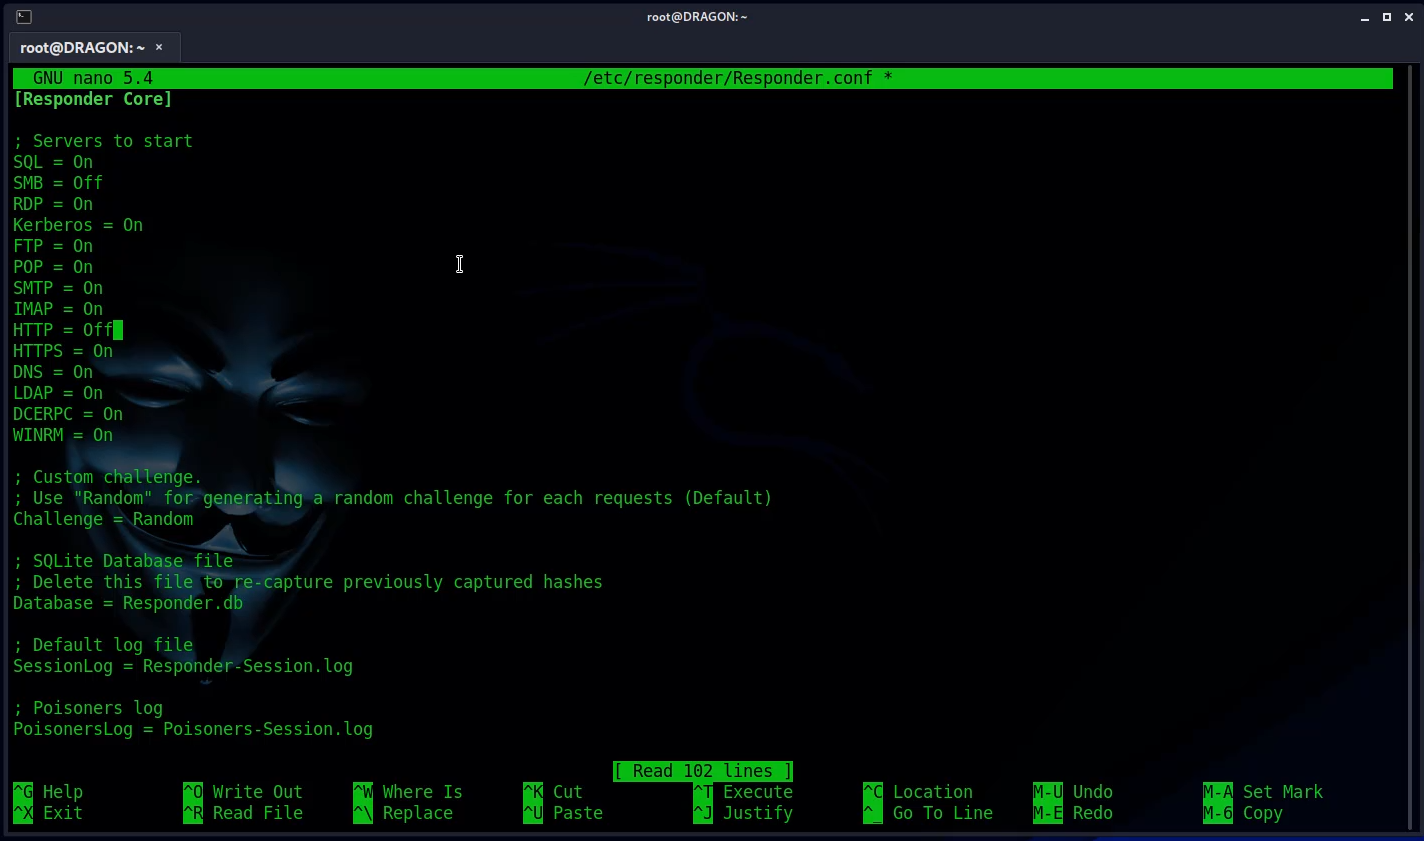 root@DRAGON: ~
root@DRAGON: ~ ×
GNU nano 5.4 /etc/responder/Responder.conf *
[Responder Core]
; Servers to start
SQL = On
SMB = Off
RDP = On
Kerberos = On
FTP = On
POP = On
SMTP = On
IMAP = On
HTTP = Off
HTTPS = On
DNS = On
LDAP = On
DCERPC = On
WINRM = On
; Custom challenge.
; Use "Random" for generating a random challenge for each requests (Default)
Challenge = Random
; SQLite Database file
; Delete this file to re-capture previously captured hashes
Database = Responder.db
; Default log file
SessionLog = Responder-Session.log
; Poisoners log
PoisonersLog = Poisoners-Session.log
[ Read 102 lines ]
^G Help ^O Write Out ^W Where Is ^K Cut ^T Execute ^C Location M-U Undo M-A Set Mark
^X Exit ^R Read File ^\ Replace ^U Paste ^J Justify ^_ Go To Line M-E Redo M-6 Copy